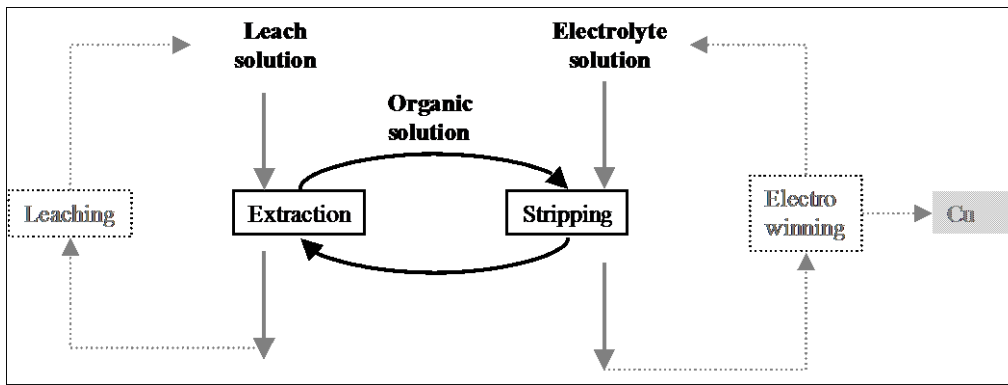 Leach
solution
Electrolyte
solution
Organic
solution
Leaching
Extraction
Stripping
Electro
winning
Cu